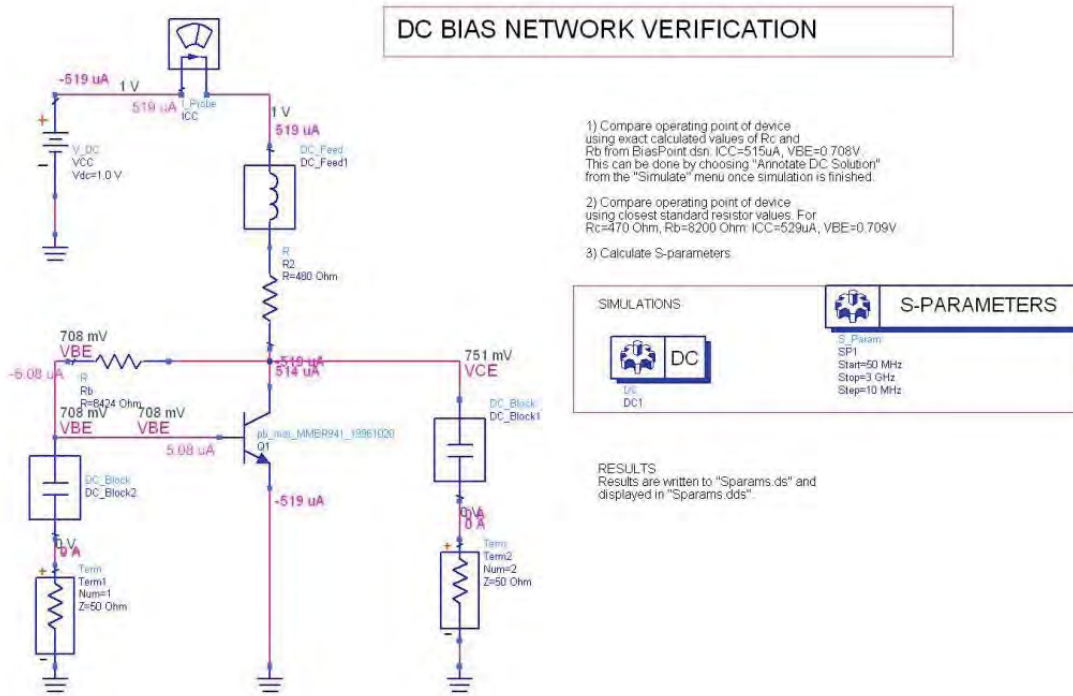 DC BIAS NETWORK VERIFICATION
-519 uA
1 V
519 uA
I_Probe
ICC
1 V
519 uA
+
-
V_DC
VCC
Vdc=1.0 V
DC_Feed
DC_Feed1
R
R2
R=480 Ohm
1) Compare operating point of device
using exact calculated values of Rc and
Rb from BiasPoint dsn: ICC=515uA, VBE=0.708V
This can be done by choosing "Annotate DC Solution"
from the "Simulate" menu once simulation is finished.
2) Compare operating point of device
using closest standard resistor values. For
Rc=470 Ohm, Rb=8200 Ohm: ICC=529uA, VBE=0.709V
3) Calculate S-parameters
SIMULATIONS
DC
DC
DC1
S-PARAMETERS
S_Param
SP1
Start=50 MHz
Stop=3 GHz
Step=10 MHz
708 mV
VBE
-5.08 uA
R
Rb
R=8424 Ohm
-519 uA
514 uA
751 mV
VCE
708 mV
VBE
708 mV
VBE
5.08 uA
pb_mot_MMBR941_19961020
Q1
DC_Block
DC_Block1
DC_Block
DC_Block2
-519 uA
RESULTS
Results are written to "Sparams.ds" and
displayed in "Sparams.dds".
0 V
0 A
0 V
0 A
+
Term
Term1
Num=1
Z=50 Ohm
-
+
Term
Term2
Num=2
Z=50 Ohm
-